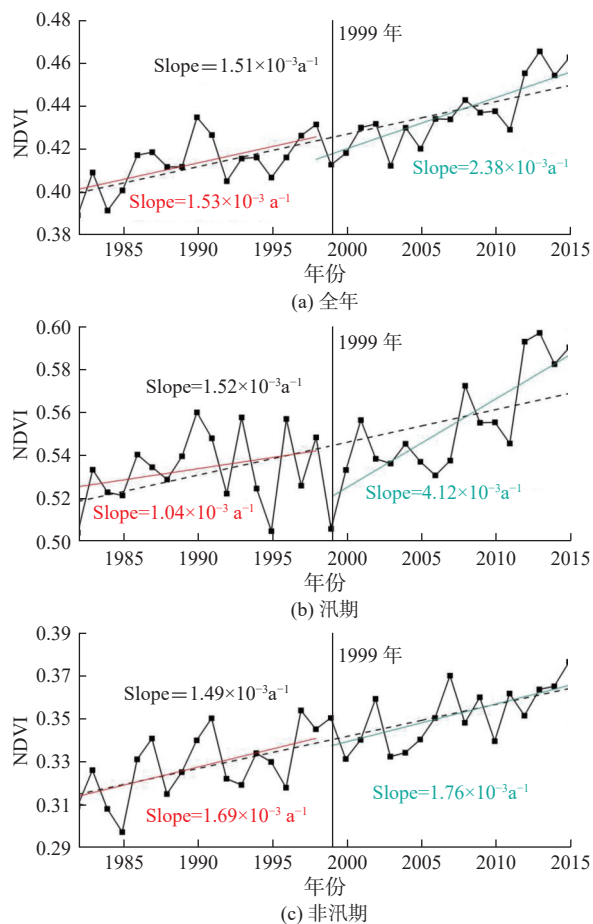 0.48
0.46
0.44
0.42
0.40
0.38
NDVI
1999 年
Slope＝1.51×10⁻³a⁻¹
Slope=1.53×10⁻³ a⁻¹
Slope=2.38×10⁻³a⁻¹
1985 1990 1995 2000 2005 2010 2015
年份
(a) 全年
0.60
0.58
0.56
0.54
0.52
0.50
NDVI
1999 年
Slope＝1.52×10⁻³a⁻¹
Slope=1.04×10⁻³ a⁻¹
Slope=4.12×10⁻³a⁻¹
1985 1990 1995 2000 2005 2010 2015
年份
(b) 汛期
0.39
0.37
0.35
0.33
0.31
0.29
NDVI
1999 年
Slope＝1.49×10⁻³a⁻¹
Slope=1.69×10⁻³ a⁻¹
Slope=1.76×10⁻³a⁻¹
1985 1990 1995 2000 2005 2010 2015
年份
(c) 非汛期